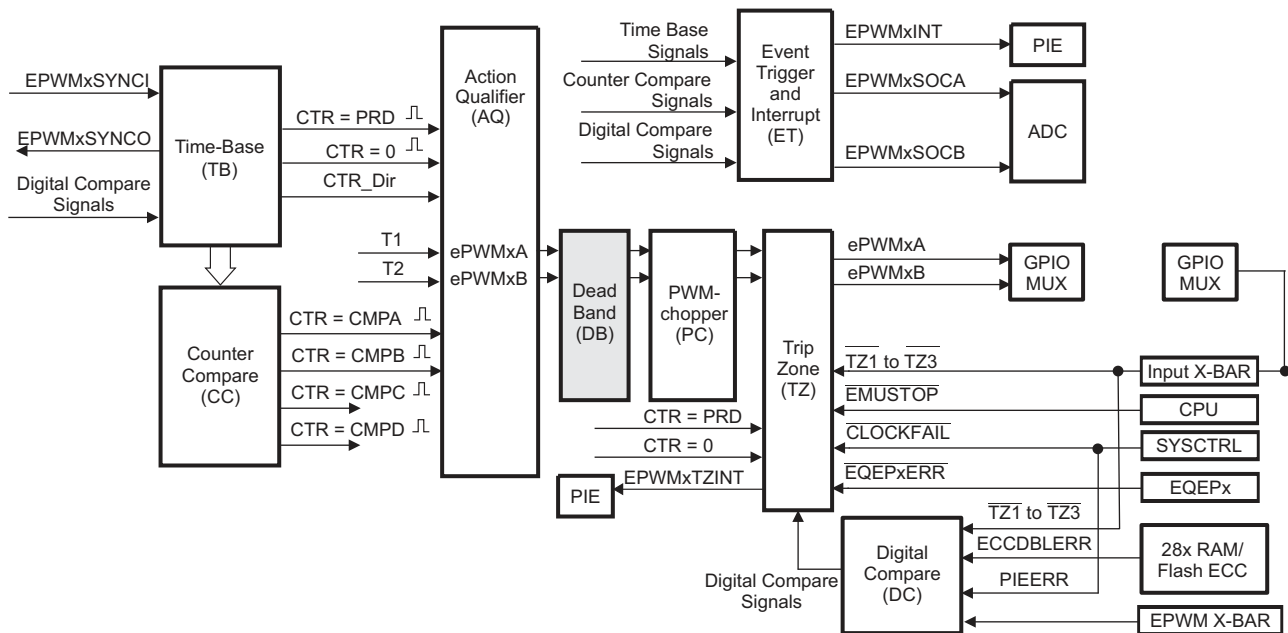 EPWMxSYNCI
EPWMxSYNCO
Digital Compare
Signals
Time-Base
(TB)
CTR = PRD
CTR = 0
CTR_Dir
T1
T2
Counter
Compare
(CC)
CTR = CMPA
CTR = CMPB
CTR = CMPC
CTR = CMPD
Action
Qualifier
(AQ)
ePWMxA
ePWMxB
Dead
Band
(DB)
PWM-
chopper
(PC)
Time Base
Signals
Counter Compare
Signals
Digital Compare
Signals
Event
Trigger
and
Interrupt
(ET)
EPWMxINT
EPWMxSOCA
EPWMxSOCB
PIE
ADC
Trip
Zone
(TZ)
ePWMxA
ePWMxB
GPIO
MUX
GPIO
MUX
TZ1 to TZ3
EMUSTOP
CLOCKFAIL
EQEPxERR
Input X-BAR
CPU
SYSCTRL
EQEPx
CTR = PRD
CTR = 0
EPWMxTZINT
PIE
Digital Compare
Signals
Digital
Compare
(DC)
TZ1 to TZ3
ECCDBLERR
PIEERR
28x RAM/
Flash ECC
EPWM X-BAR